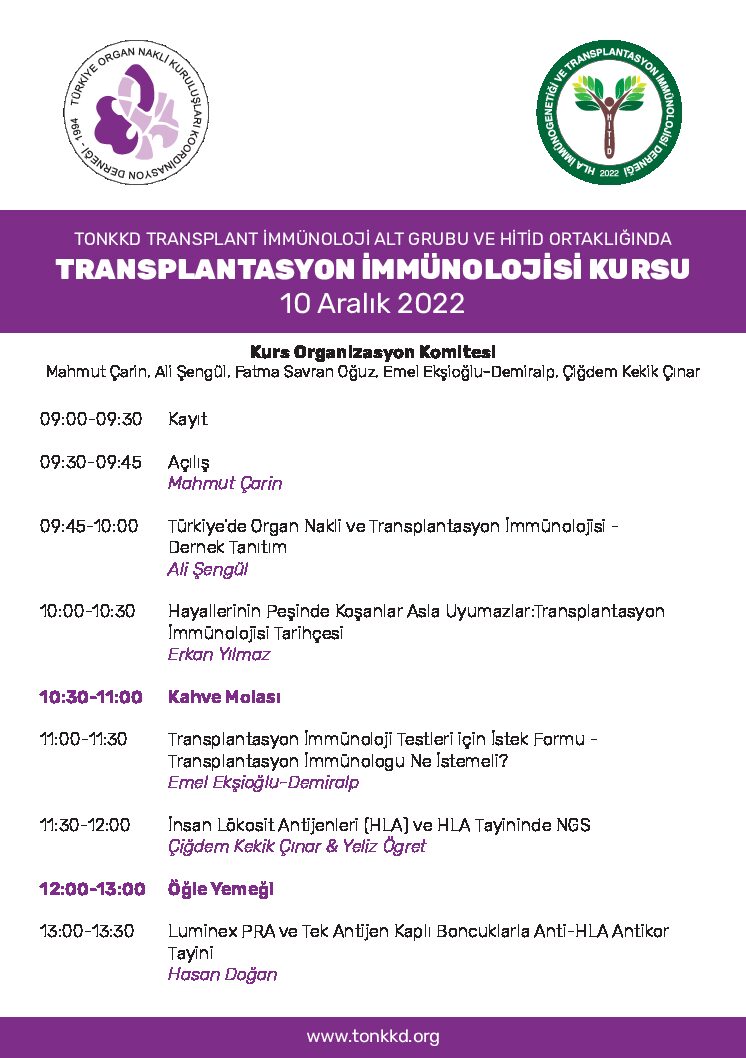 TÜRKİYE ORGAN NAKLİ KURULUŞLARI KOORDİNASYON DERNEĞİ - 1994
HLA İMMÜNOGENETİĞİ VE TRANSPLANTASYON İMMÜNOLOJİSİ DERNEĞİ
HİTİD
2022
TONKKD TRANSPLANT İMMÜNOLOJİ ALT GRUBU VE HİTİD ORTAKLIĞINDA
TRANSPLANTASYON İMMÜNOLOJİSİ KURSU
10 Aralık 2022
Kurs Organizasyon Komitesi
Mahmut Çarin, Ali Şengül, Fatma Savran Oğuz, Emel Ekşioğlu-Demiralp, Çiğdem Kekik Çınar
09:00-09:30 Kayıt
09:30-09:45 Açılış
Mahmut Çarin
09:45-10:00 Türkiye'de Organ Nakli ve Transplantasyon İmmünolojisi -
Dernek Tanıtım
Ali Şengül
10:00-10:30 Hayallerinin Peşinde Koşanlar Asla Uyumazlar:Transplantasyon
İmmünolojisi Tarihçesi
Erkan Yılmaz
10:30-11:00 Kahve Molası
11:00-11:30 Transplantasyon İmmünoloji Testleri için İstek Formu -
Transplantasyon İmmünologu Ne İstemeli?
Emel Ekşioğlu-Demiralp
11:30-12:00 İnsan Lökosit Antijenleri (HLA) ve HLA Tayininde NGS
Çiğdem Kekik Çınar & Yeliz Ögret
12:00-13:00 Öğle Yemeği
13:00-13:30 Luminex PRA ve Tek Antijen Kaplı Boncuklarla Anti-HLA Antikor
Tayini
Hasan Doğan
www.tonkkd.org